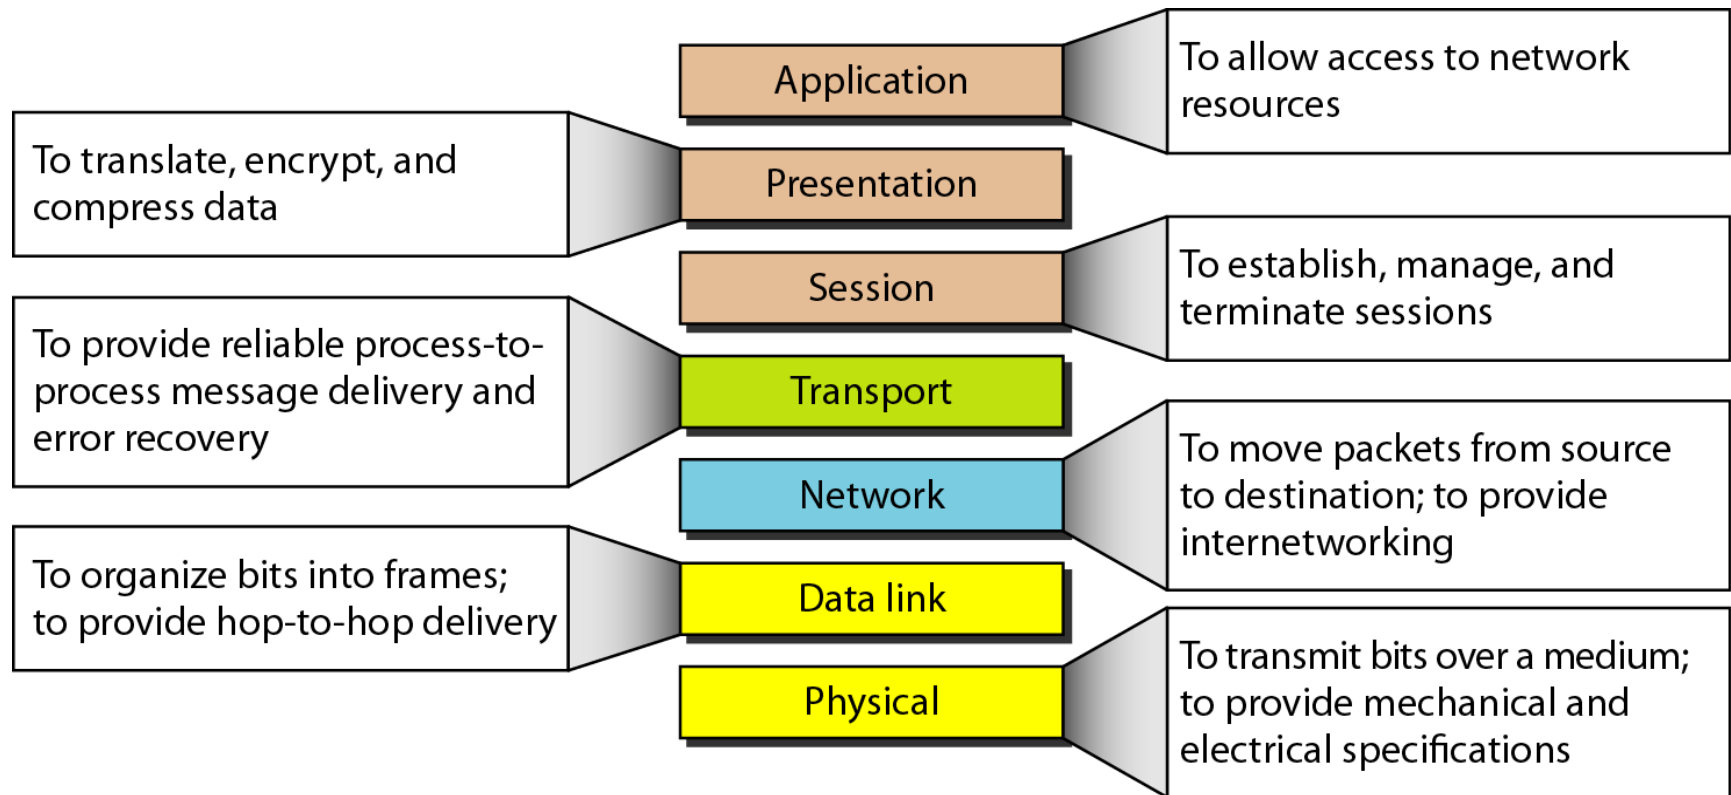 Application
To allow access to network
resources
To translate, encrypt, and
compress data
Presentation
Session
To establish, manage, and
terminate sessions
To provide reliable process-to-
process message delivery and
error recovery
Transport
Network
To move packets from source
to destination; to provide
internetworking
To organize bits into frames;
to provide hop-to-hop delivery
Data link
Physical
To transmit bits over a medium;
to provide mechanical and
electrical specifications